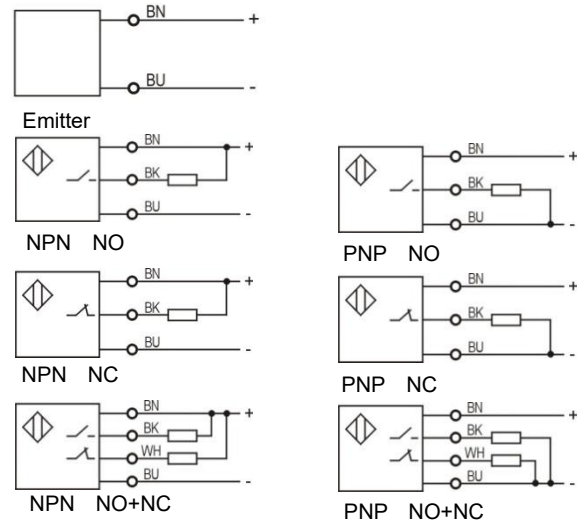 BN +
BU -
Emitter
BN +
BK
BU -
NPN NO
BN +
BK
BU -
PNP NO
BN +
BK
BU -
NPN NC
BN +
BK
BU -
PNP NC
BN +
BK
WH
BU -
NPN NO+NC
BN +
BK
WH
BU -
PNP NO+NC